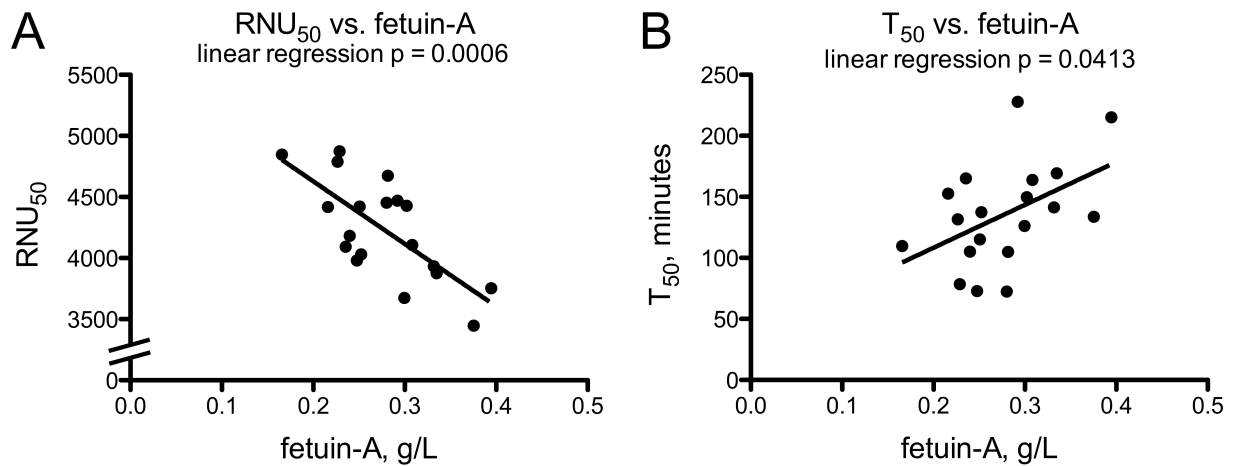 A
RNU50 vs. fetuin-A
linear regression p = 0.0006
5500
5000
4500
4000
3500
0
RNU50
0.0 0.1 0.2 0.3 0.4 0.5
fetuin-A, g/L
B
T50 vs. fetuin-A
linear regression p = 0.0413
250
200
150
100
50
0
T50, minutes
0.0 0.1 0.2 0.3 0.4 0.5
fetuin-A, g/L